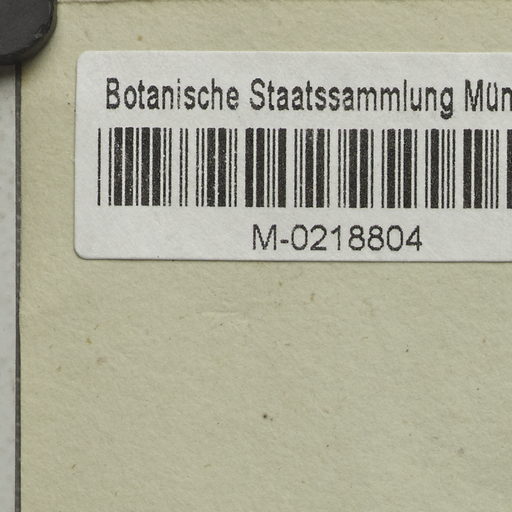 Botanische Staatssammlung Mün
M-0218804